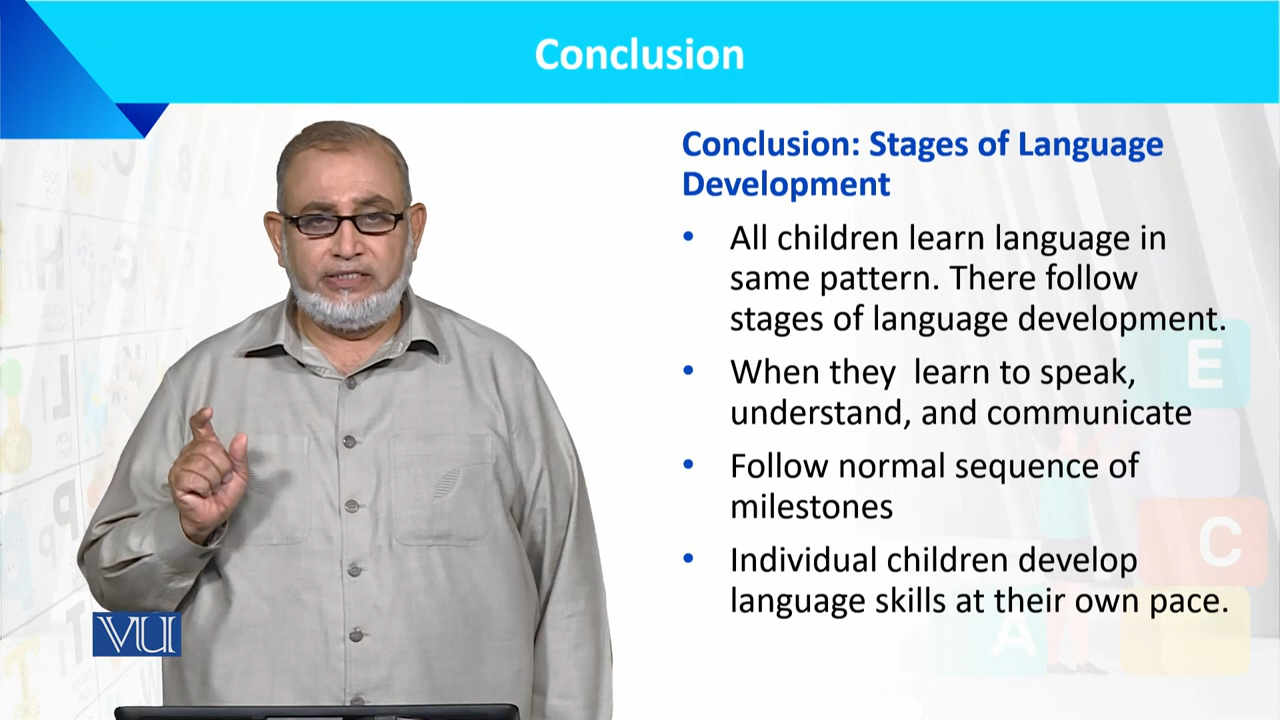 Conclusion
Conclusion: Stages of Language
Development
• All children learn language in
same pattern. There follow
stages of language development.
• When they  learn to speak,
understand, and communicate
• Follow normal sequence of
milestones
• Individual children develop
language skills at their own pace.
VU
E
C
A